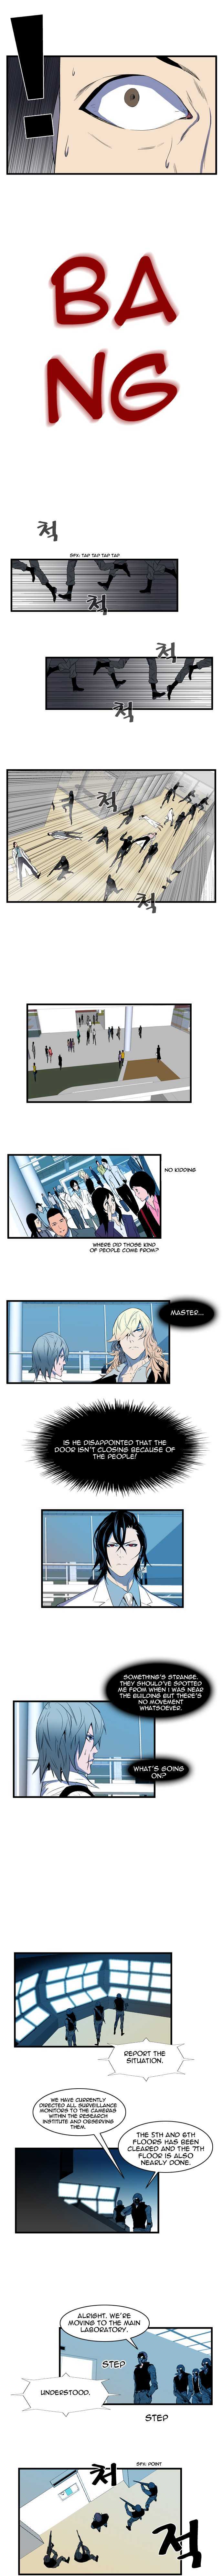 !
BA
NG
척
SFX: TAP TAP TAP TAP
척
척
척
척
척
NO KIDDING
WHERE DID THOSE KIND
OF PEOPLE COME FROM?
MASTER...
IS HE DISAPPOINTED THAT THE
DOOR ISN'T CLOSING BECAUSE OF
THE PEOPLE!
SOMETHING'S STRANGE.
THEY SHOULD'VE SPOTTED
ME FROM WHEN I WAS NEAR
THE BUILDING BUT THERE'S
NO MOVEMENT
WHATSOEVER.
WHAT'S GOING
ON?
REPORT THE
SITUATION.
WE HAVE CURRENTLY
DIRECTED ALL SURVEILLANCE
MONITORS TO THE CAMERAS
WITHIN THE RESEARCH
INSTITUTE AND OBSERVING
THEM.
THE 5TH AND 6TH
FLOORS HAS BEEN
CLEARED AND THE 7TH
FLOOR IS ALSO
NEARLY DONE.
ALRIGHT. WE'RE
MOVING TO THE MAIN
LABORATORY.
STEP
UNDERSTOOD.
STEP
SFX: POINT
처
척